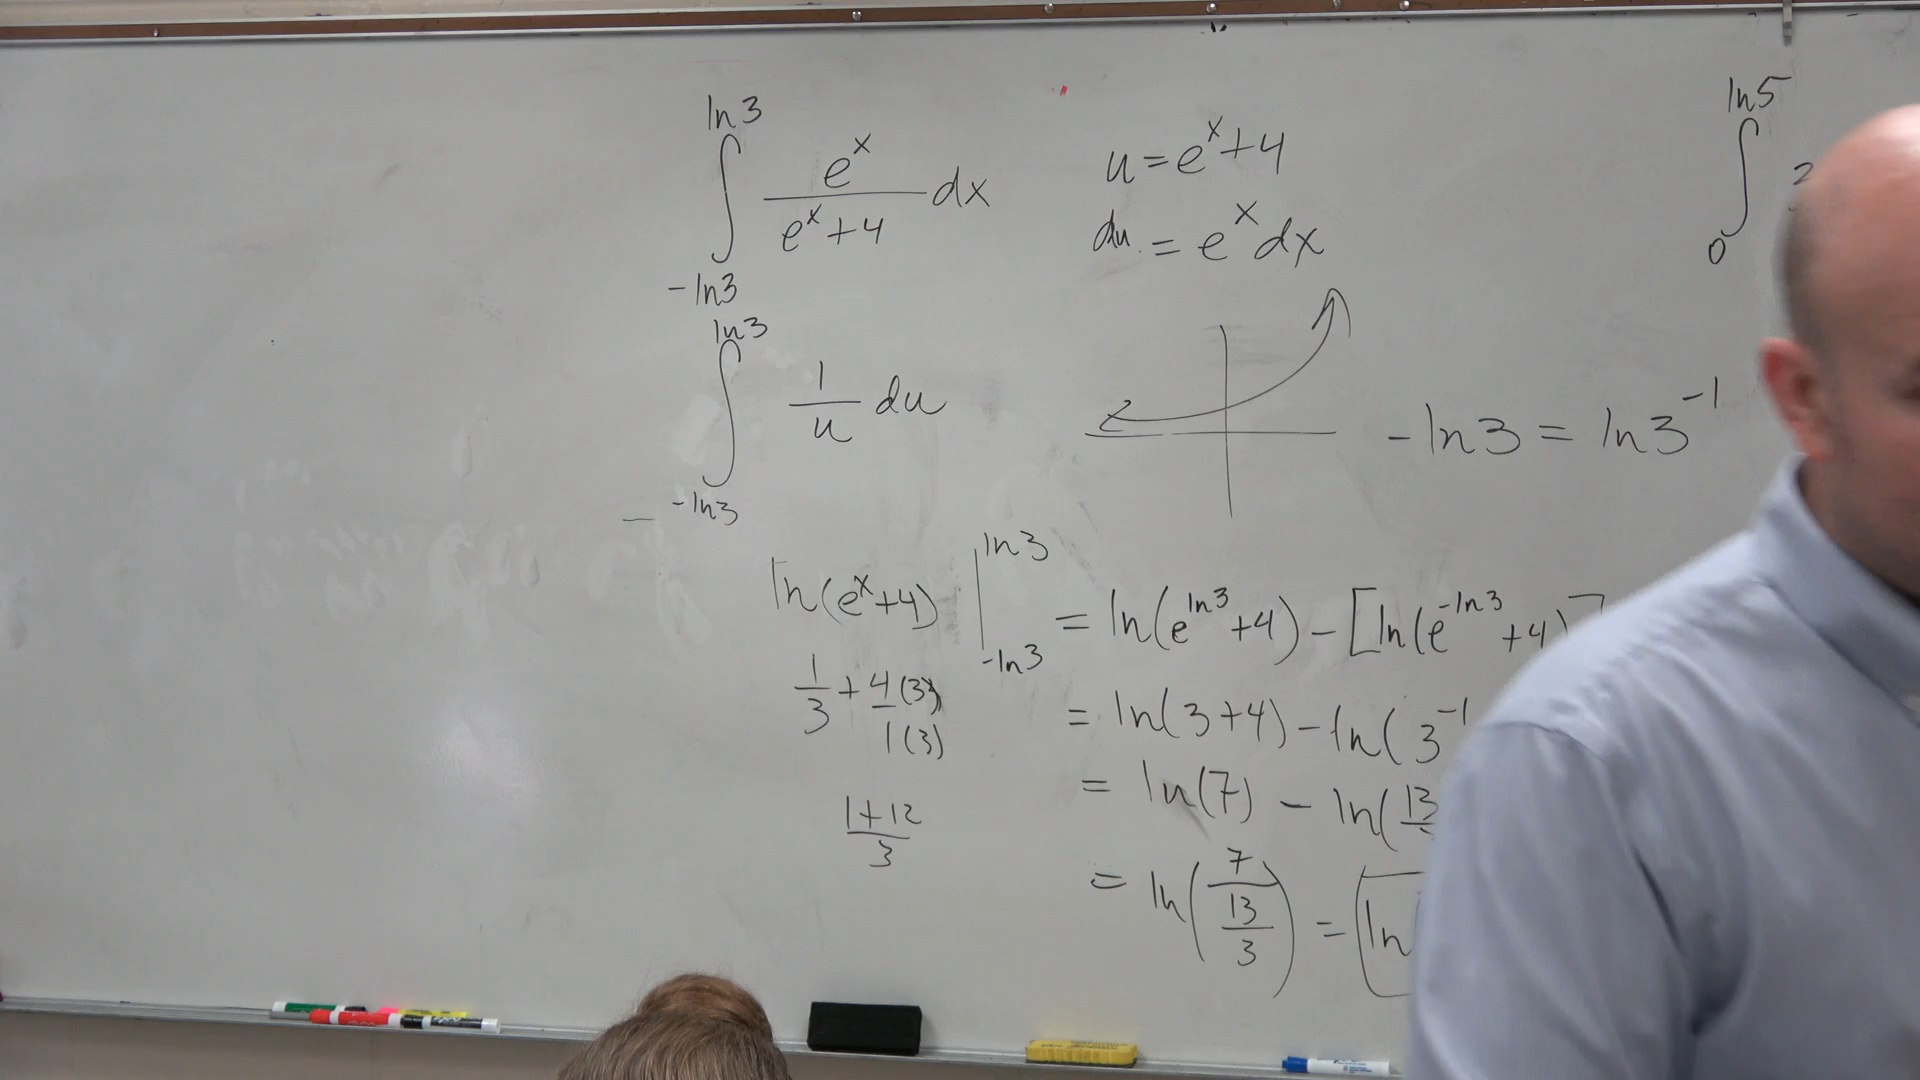 ∫_{-ln3}^{ln3} e^x/(e^x+4) dx
u = e^x+4
du = e^x dx
∫_{-ln3}^{ln3} 1/u du
-ln3 = ln3^{-1}
ln(e^x+4) |_{-ln3}^{ln3} = ln(e^{ln3}+4) - [ln(e^{-ln3}+4)]
1/3 + 4(3)/1(3)
= ln(3+4) - ln(3^{-1}
= ln(7) - ln(13
1+12/3
= ln(7/(13/3)) = ln
∫_0^{ln5}